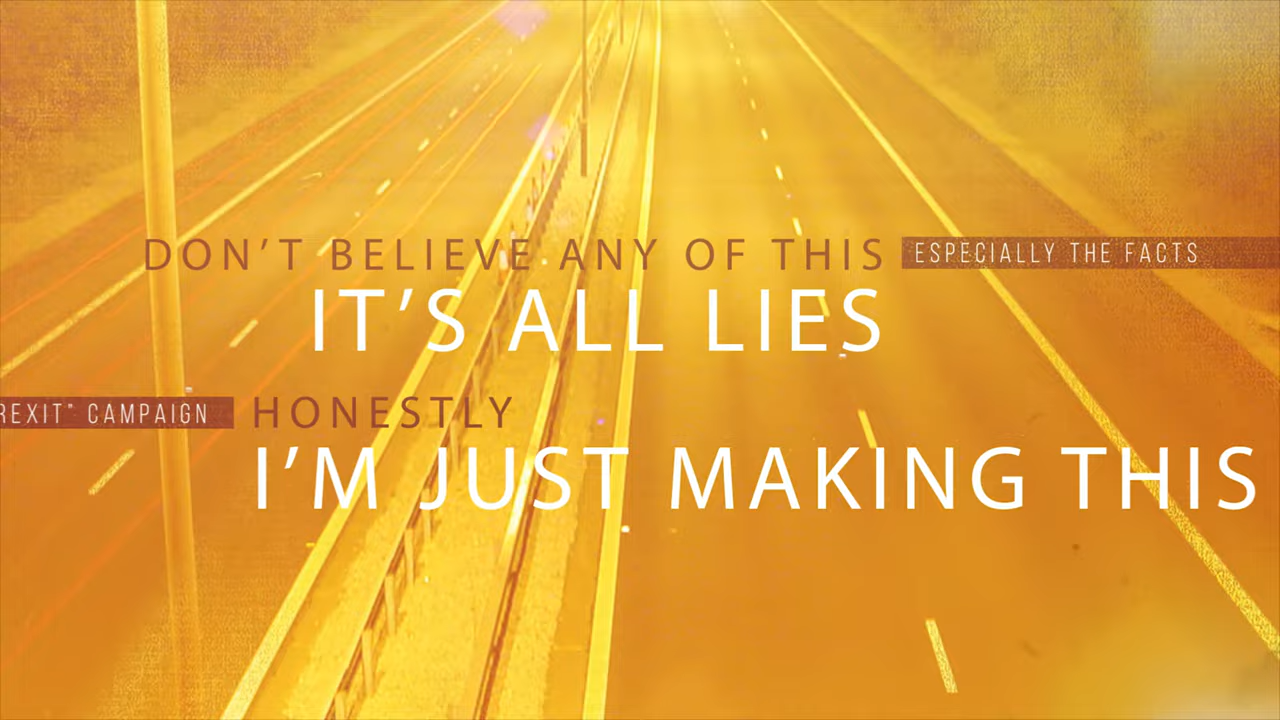 DON’T BELIEVE ANY OF THIS ESPECIALLY THE FACTS
IT’S ALL LIES
REXIT" CAMPAIGN HONESTLY
I’M JUST MAKING THIS